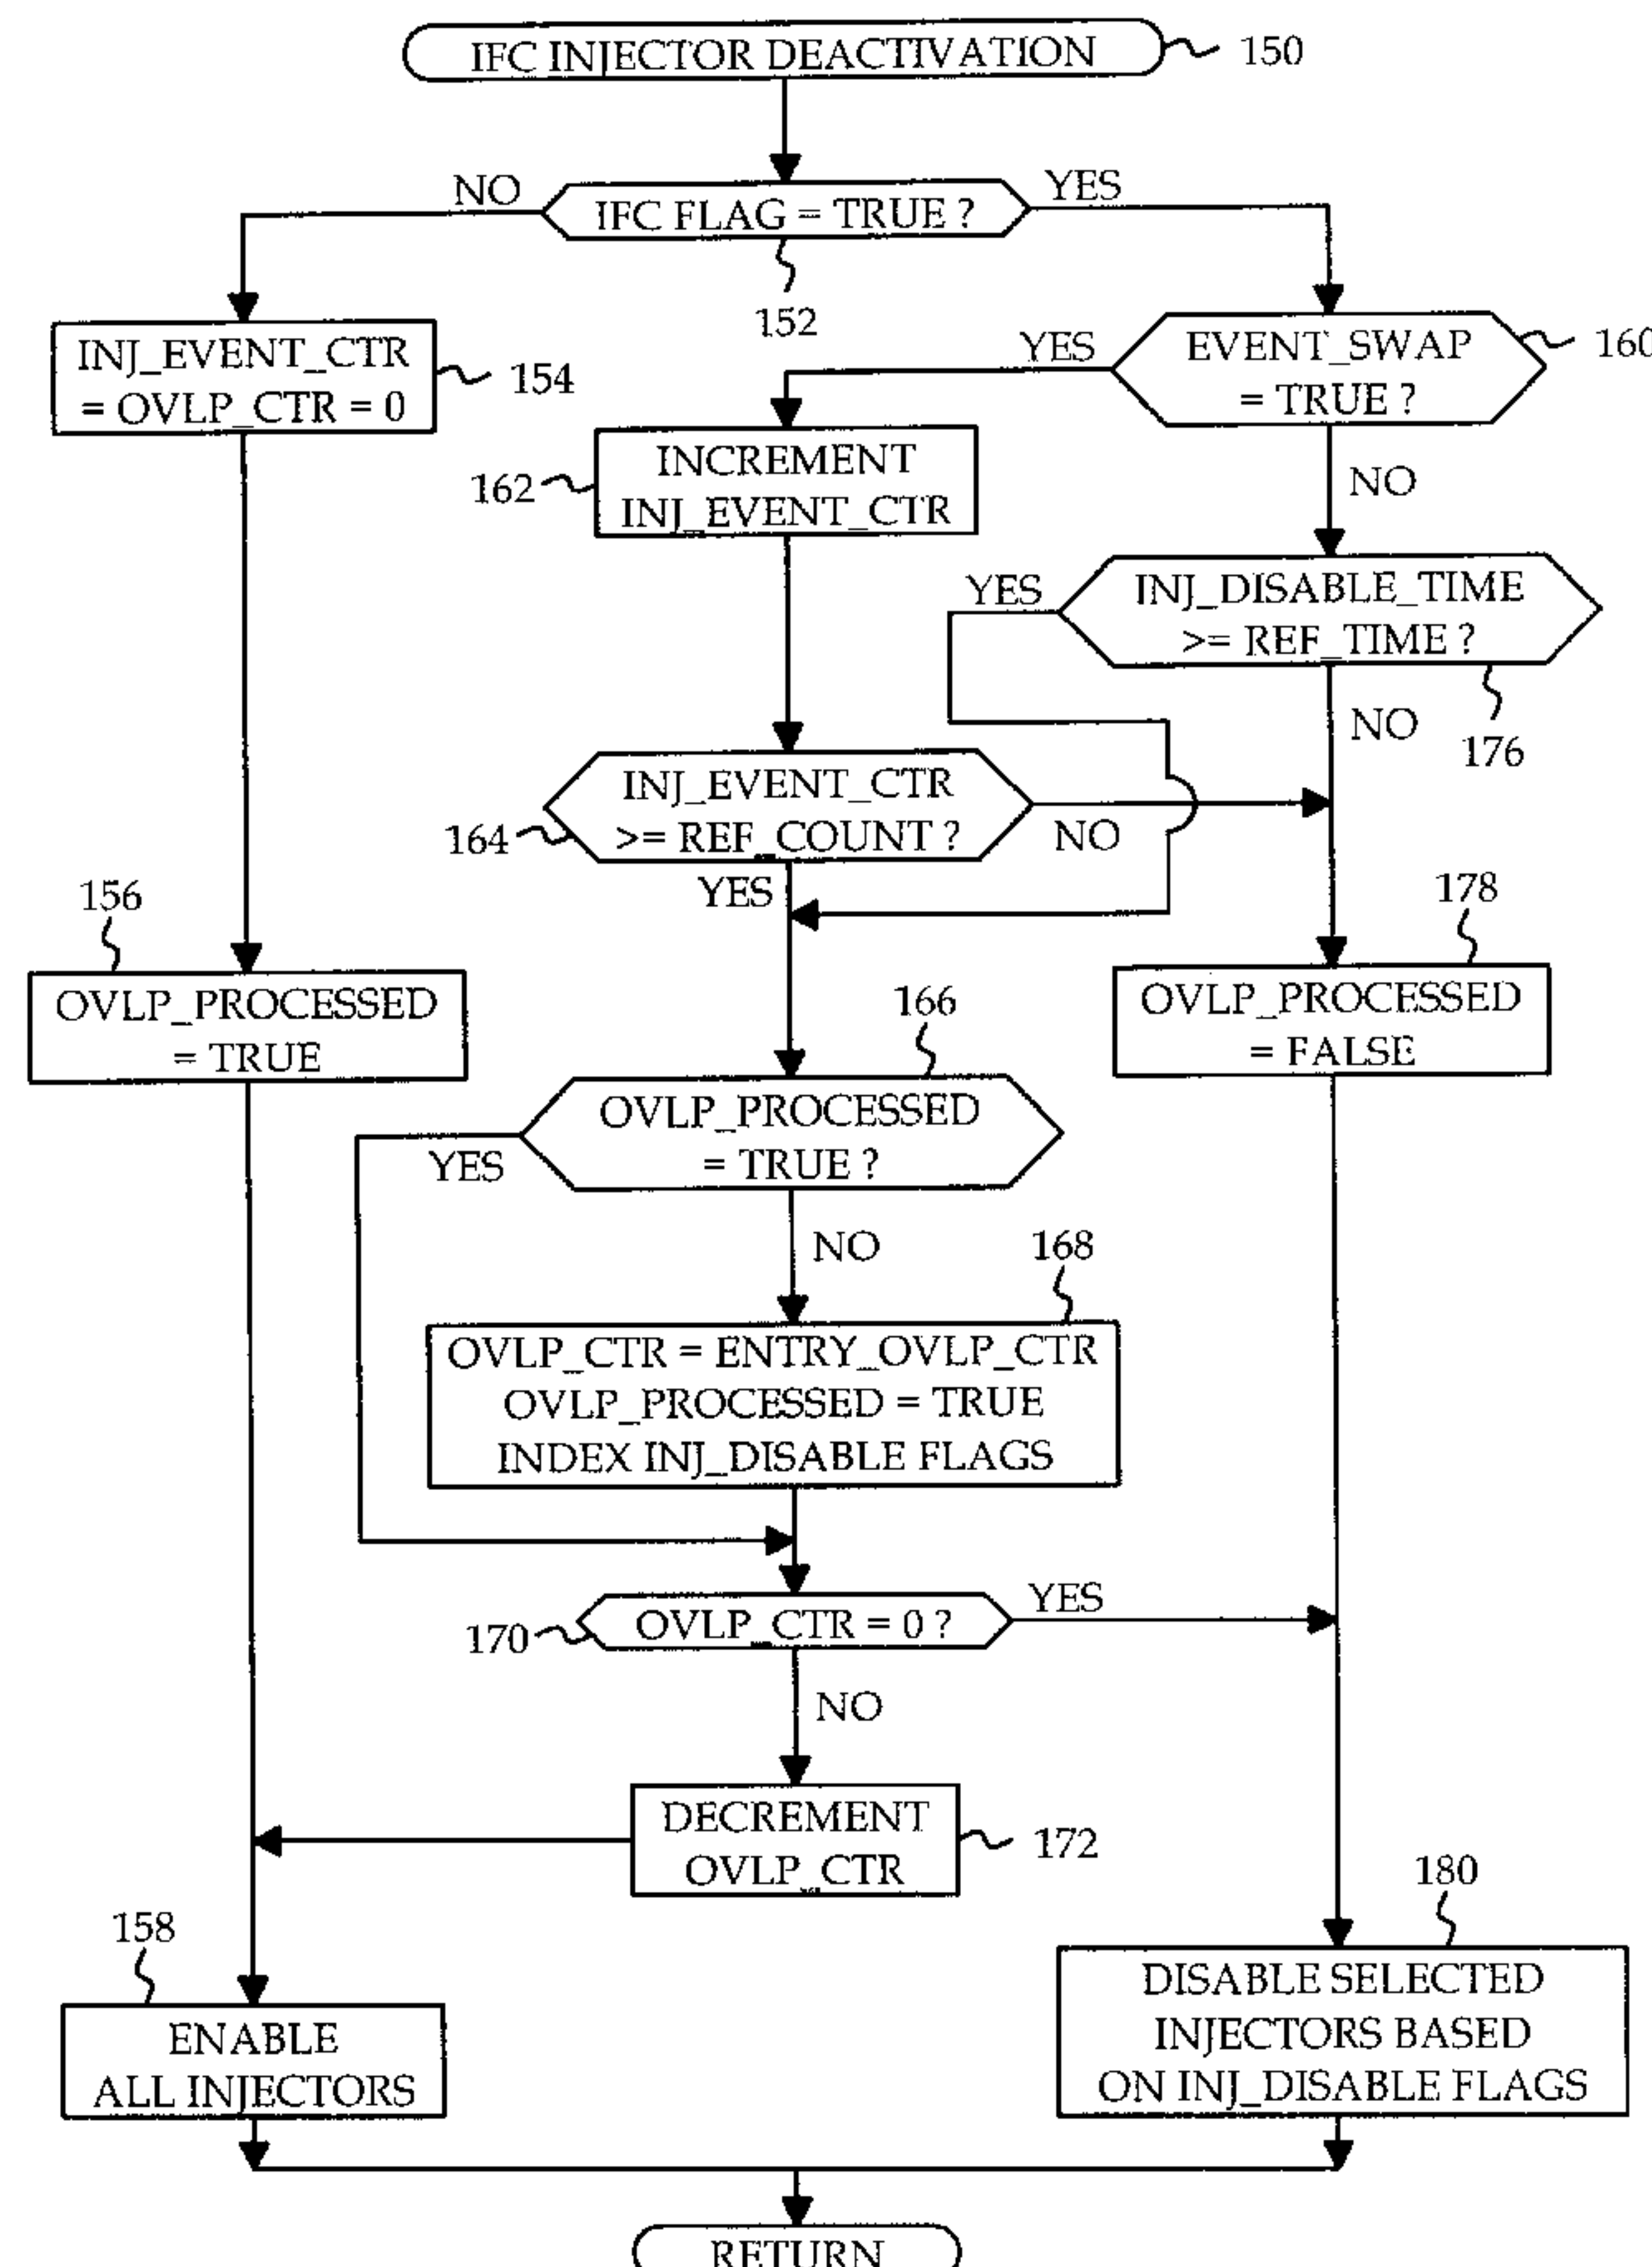 IFC INJECTOR DEACTIVATION
150
NO
YES
IFC FLAG = TRUE ?
152
INJ_EVENT_CTR
= OVLP_CTR = 0
154
YES
EVENT_SWAP
= TRUE ?
160
INCREMENT
INJ_EVENT_CTR
162
NO
YES
INJ_DISABLE_TIME
>= REF_TIME ?
176
NO
INJ_EVENT_CTR
>= REF_COUNT ?
164
NO
YES
156
178
OVLP_PROCESSED
= TRUE
OVLP_PROCESSED
= FALSE
166
OVLP_PROCESSED
= TRUE ?
YES
NO
168
OVLP_CTR = ENTRY_OVLP_CTR
OVLP_PROCESSED = TRUE
INDEX INJ_DISABLE FLAGS
170
OVLP_CTR = 0 ?
YES
NO
DECREMENT
OVLP_CTR
172
158
180
ENABLE
ALL INJECTORS
DISABLE SELECTED
INJECTORS BASED
ON INJ_DISABLE FLAGS
RETURN